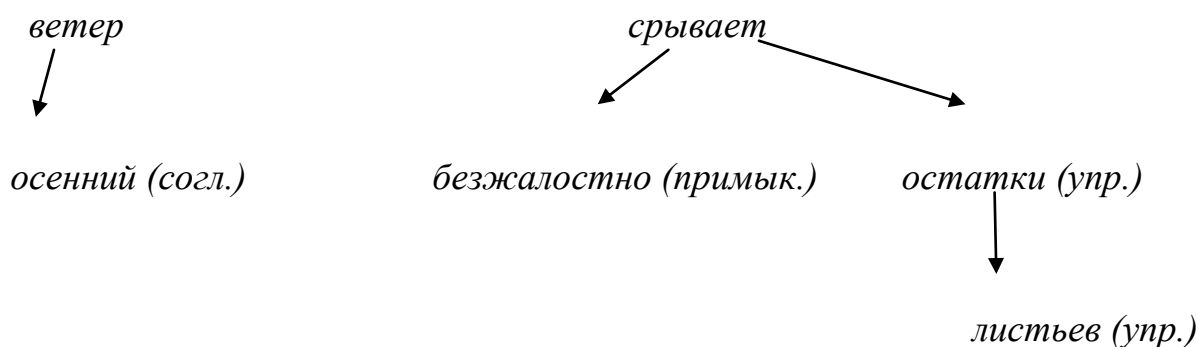 ветер срывает
осенний (согл.) безжалостно (примык.) остатки (упр.)
листьев (упр.)